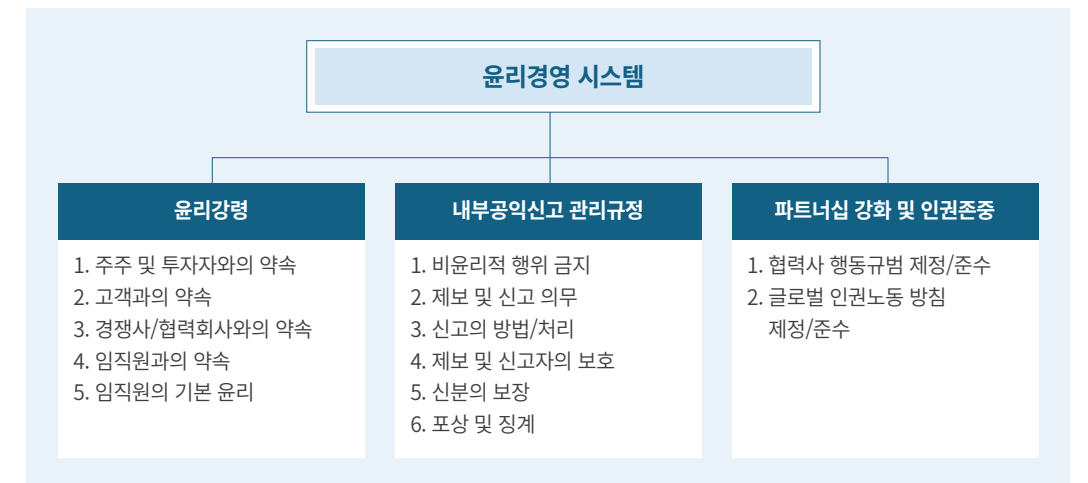 윤리경영 시스템
윤리강령
1. 주주 및 투자자와의 약속
2. 고객과의 약속
3. 경쟁사/협력회사와의 약속
4. 임직원과의 약속
5. 임직원의 기본 윤리
내부공익신고 관리규정
1. 비윤리적 행위 금지
2. 제보 및 신고 의무
3. 신고의 방법/처리
4. 제보 및 신고자의 보호
5. 신분의 보장
6. 포상 및 징계
파트너십 강화 및 인권존중
1. 협력사 행동규범 제정/준수
2. 글로벌 인권노동 방침
제정/준수